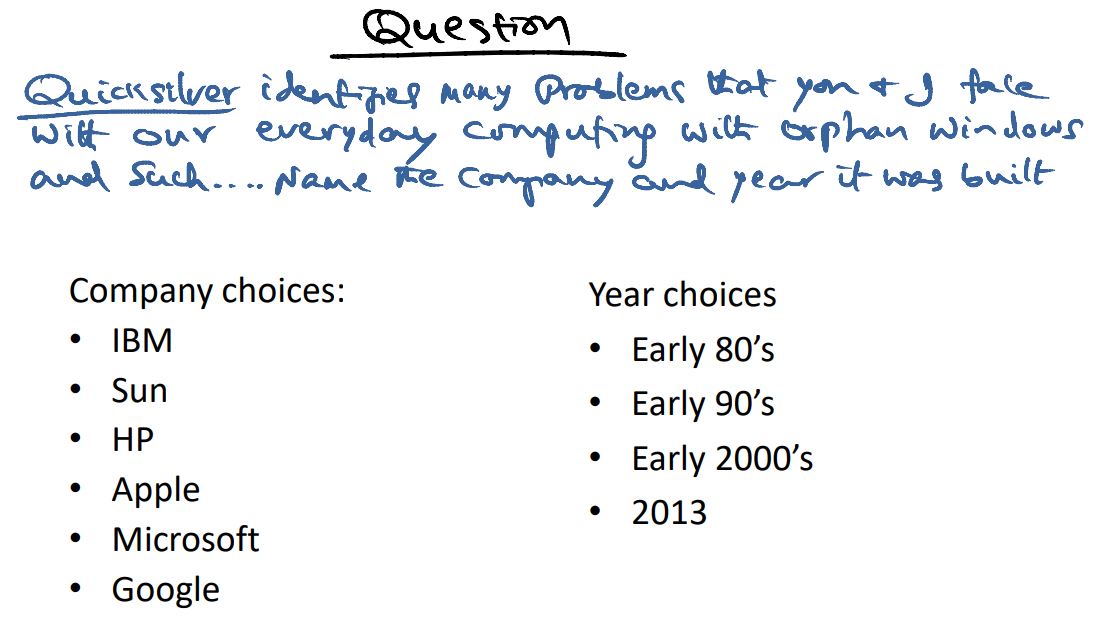 Question
Quicksilver identifies many problems that you & I face
with our everyday computing with orphan windows
and such.... Name the company and year it was built
Company choices:
• IBM
• Sun
• HP
• Apple
• Microsoft
• Google
Year choices
• Early 80's
• Early 90's
• Early 2000's
• 2013